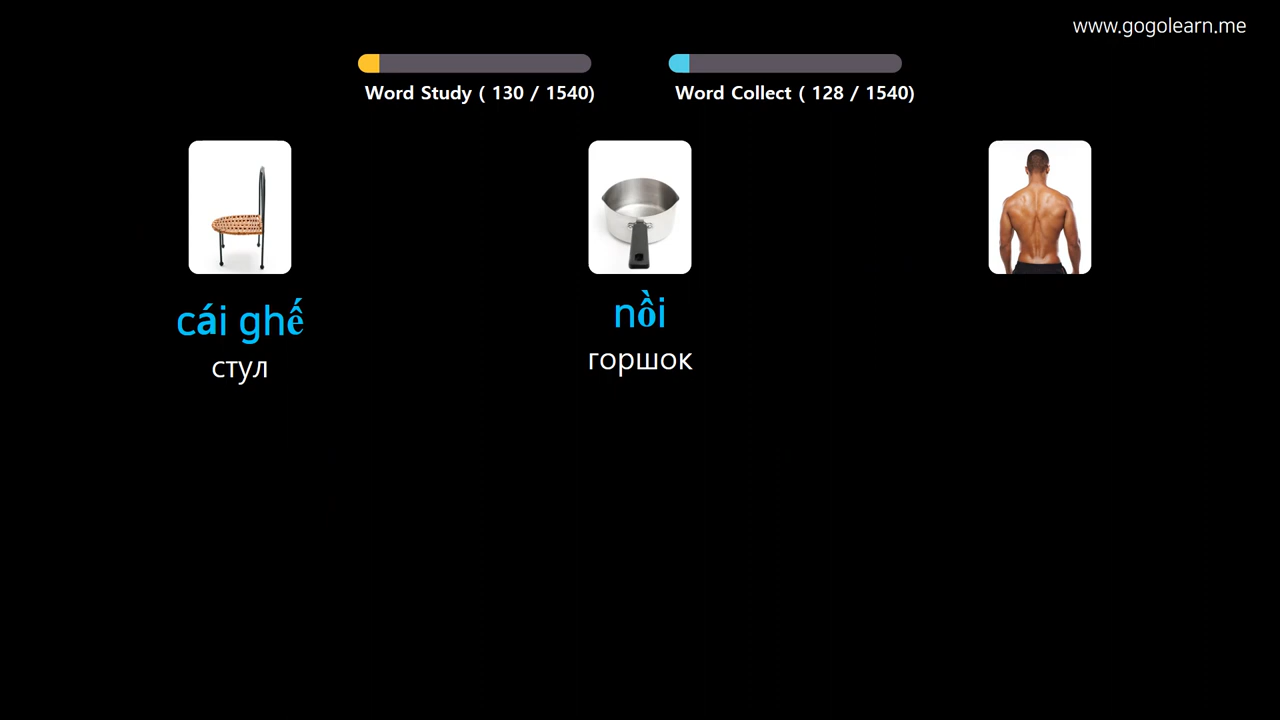 www.gogolearn.me
Word Study ( 130 / 1540)
Word Collect ( 128 / 1540)
cái ghế
стул
nồi
горшок